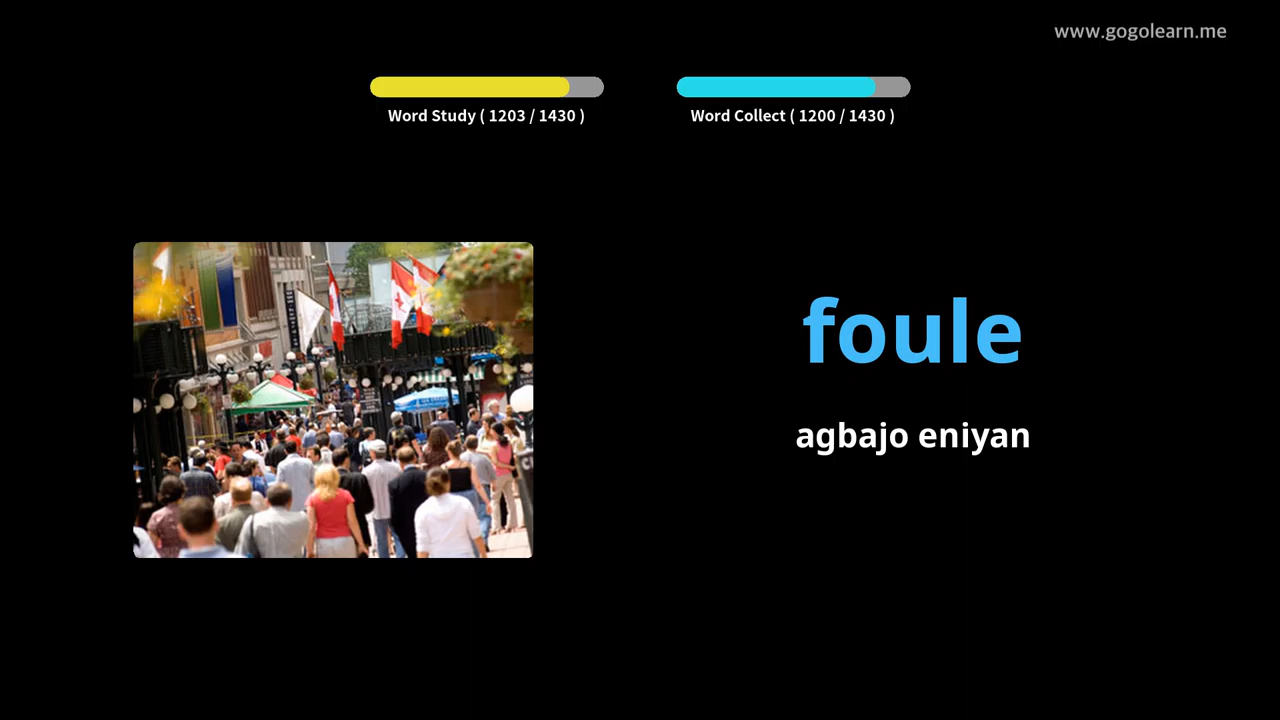 www.gogolearn.me
Word Study ( 1203 / 1430 )
Word Collect ( 1200 / 1430 )
foule
agbajo eniyan